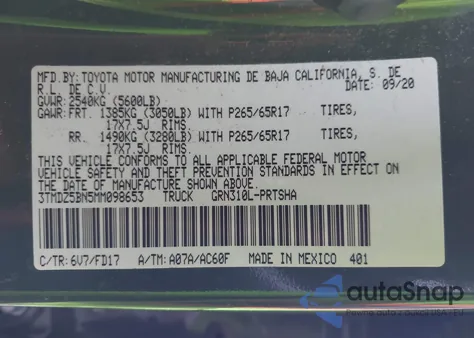 MFD.BY:TOYOTA MOTOR MANUFACTURING DE BAJA CALIFORNIA, S. DE
R.L. DE C.V. DATE: 09/20
GVWR: 2540KG (5600LB)
GAWR:FRT. 1385KG (3050LB) WITH P265/65R17 TIRES,
17X7.5J RIMS.
RR. 1490KG (3280LB) WITH P265/65R17 TIRES,
17X7.5J RIMS.
THIS VEHICLE CONFORMS TO ALL APPLICABLE FEDERAL MOTOR
VEHICLE SAFETY AND THEFT PREVENTION STANDARDS IN EFFECT ON
THE DATE OF MANUFACTURE SHOWN ABOVE.
3TMDZ5BN5MM098653 TRUCK GRN310L-PRTSHA
C/TR: 6V7/FD17 A/TM: A07A/AC60F MADE IN MEXICO 401
autoSnap